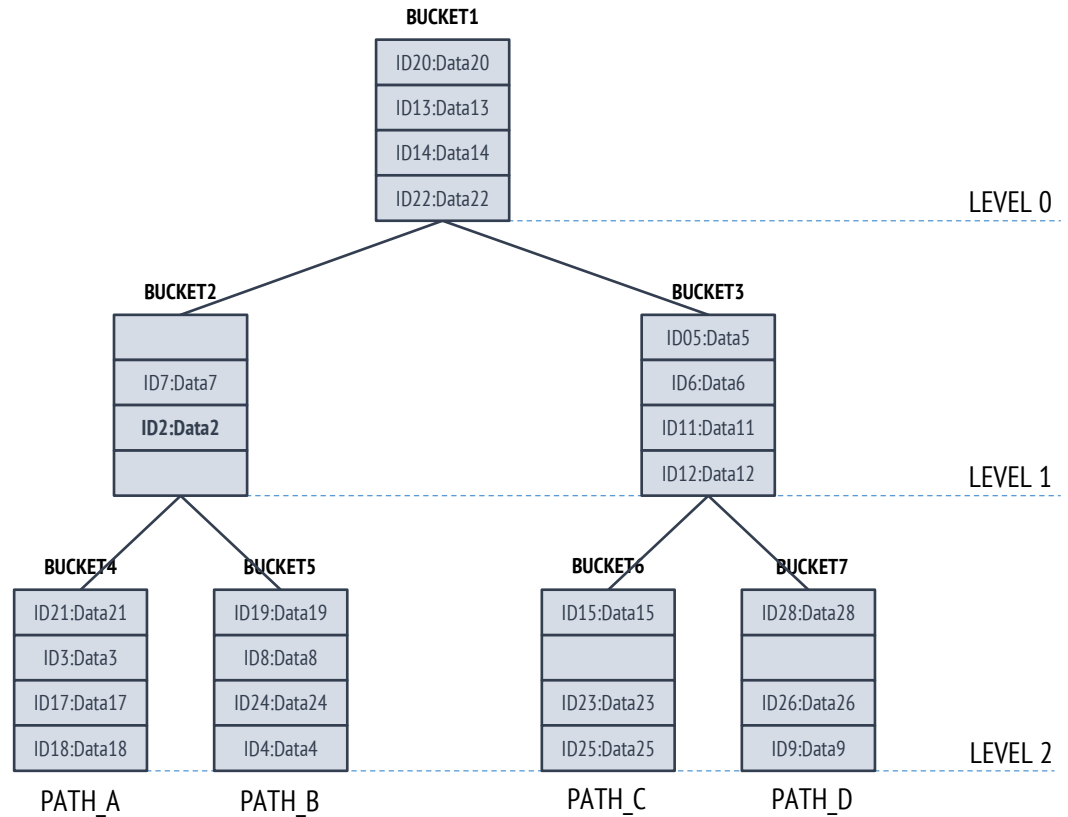 BUCKET1
ID20:Data20
ID13:Data13
ID14:Data14
ID22:Data22
LEVEL 0
BUCKET2
ID7:Data7
ID2:Data2
BUCKET3
ID05:Data5
ID6:Data6
ID11:Data11
ID12:Data12
LEVEL 1
BUCKET4
ID21:Data21
ID3:Data3
ID17:Data17
ID18:Data18
BUCKET5
ID19:Data19
ID8:Data8
ID24:Data24
ID4:Data4
BUCKET6
ID15:Data15
ID23:Data23
ID25:Data25
BUCKET7
ID28:Data28
ID26:Data26
ID9:Data9
LEVEL 2
PATH_A
PATH_B
PATH_C
PATH_D